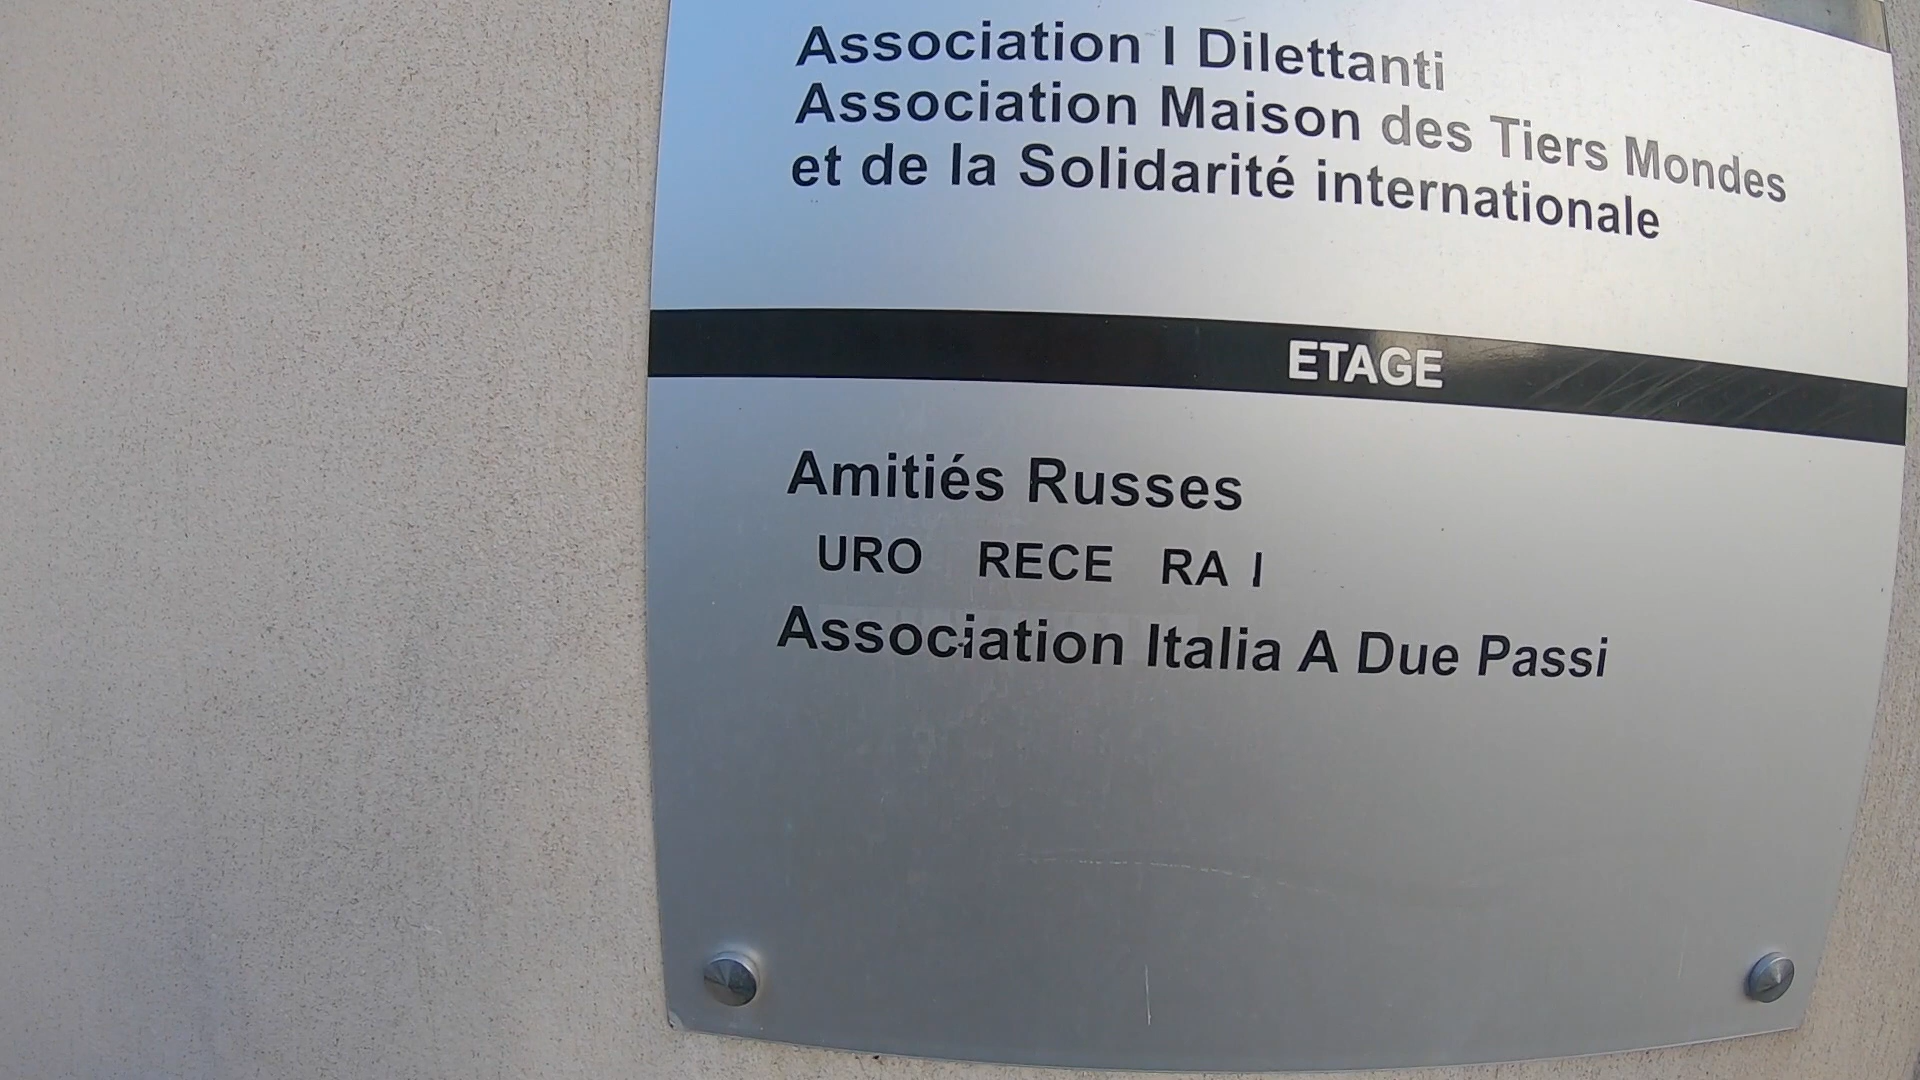 Association I Dilettanti
Association Maison des Tiers Mondes
et de la Solidarité internationale
ETAGE
Amitiés Russes
URO RECE RA I
Association Italia A Due Passi